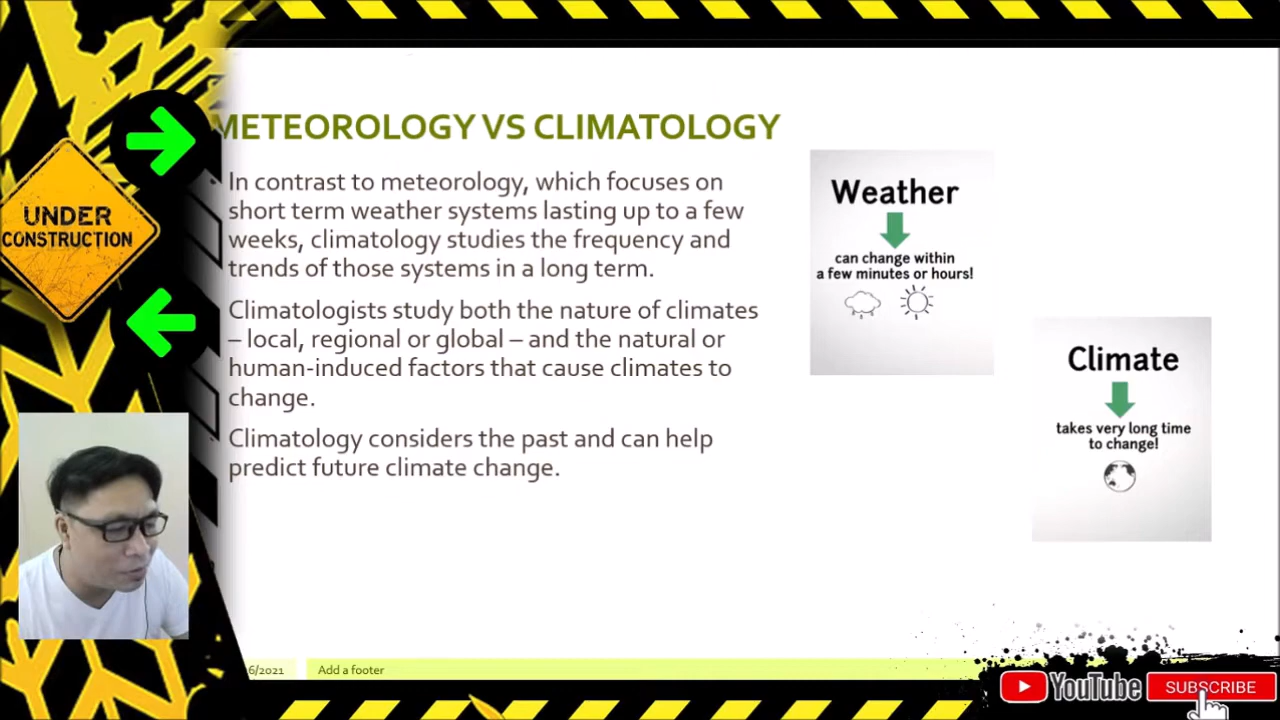 METEOROLOGY VS CLIMATOLOGY
In contrast to meteorology, which focuses on
short term weather systems lasting up to a few
weeks, climatology studies the frequency and
trends of those systems in a long term.
Climatologists study both the nature of climates
– local, regional or global – and the natural or
human-induced factors that cause climates to
change.
Climatology considers the past and can help
predict future climate change.
Weather
can change within
a few minutes or hours!
Climate
takes very long time
to change!
UNDER
CONSTRUCTION
6/2021
Add a footer
YouTube
SUBSCRIBE